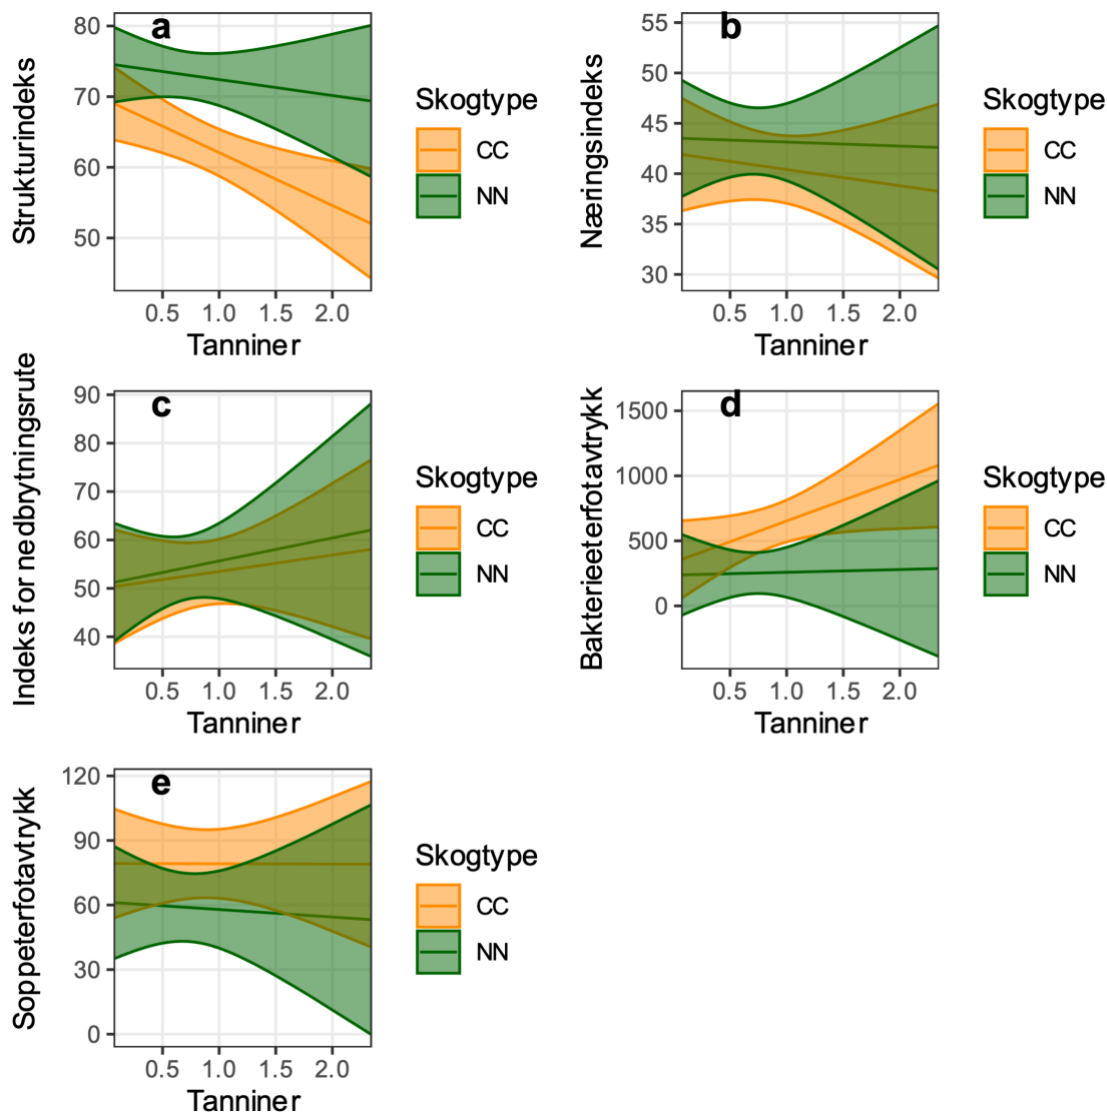 a
Strukturindeks
80
70
60
50
0.5 1.0 1.5 2.0
Tanniner
Skogtype
CC
NN
b
Næringsindeks
55
50
45
40
35
30
0.5 1.0 1.5 2.0
Tanniner
Skogtype
CC
NN
c
Indeks for nedbrytningsrute
90
80
70
60
50
40
0.5 1.0 1.5 2.0
Tanniner
Skogtype
CC
NN
d
Bakterieeterfotavtrykk
1500
1000
500
0
0.5 1.0 1.5 2.0
Tanniner
Skogtype
CC
NN
e
Soppeterfotavtrykk
120
90
60
30
0
0.5 1.0 1.5 2.0
Tanniner
Skogtype
CC
NN